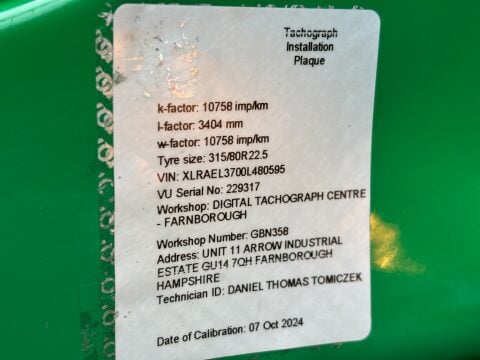 Tachograph
Installation
Plaque
k-factor: 10758 imp/km
l-factor: 3404 mm
w-factor: 10758 imp/km
Tyre size: 315/80R22.5
VIN: XLRAEL3700L480595
VU Serial No: 229317
Workshop: DIGITAL TACHOGRAPH CENTRE
- FARNBOROUGH
Workshop Number: GBN358
Address: UNIT 11 ARROW INDUSTRIAL
ESTATE GU14 7QH FARNBOROUGH
HAMPSHIRE
Technician ID: DANIEL THOMAS TOMICZEK
Date of Calibration: 07 Oct 2024